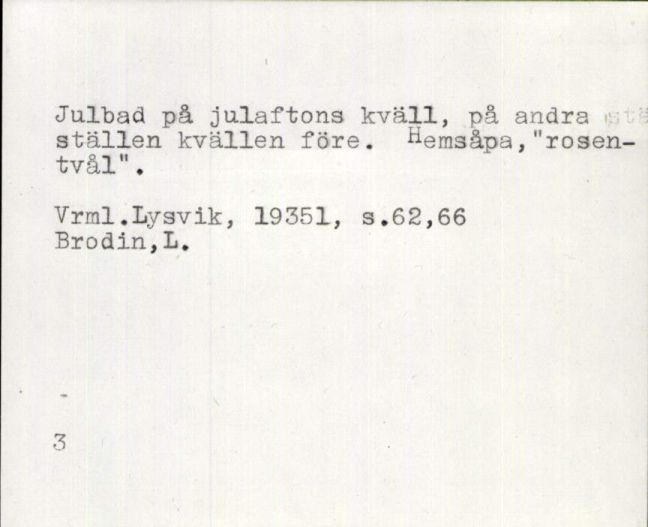 Julbad på julaftons kväll, på andra
ställen kvällen före. Hemsåpa,"rosen-
tvål".
Vrml.Lysvik, 19351, s.62,66
Brodin,L.
3